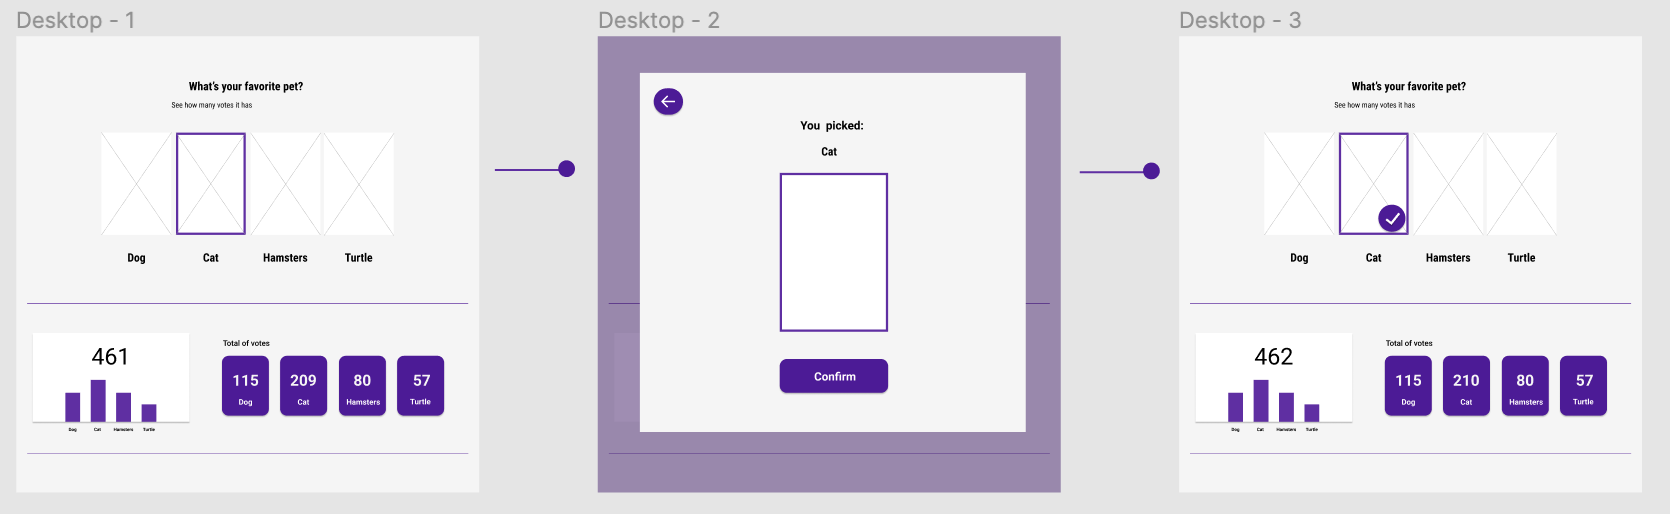 Desktop - 1
What's your favorite pet?
See how many votes it has
Dog Cat Hamsters Turtle
461
Dog Cat Hamsters Turtle
Total of votes
115 209 80 57
Dog Cat Hamsters Turtle
Desktop - 2
You picked:
Cat
Confirm
Desktop - 3
What's your favorite pet?
See how many votes it has
Dog Cat Hamsters Turtle
462
Dog Cat Hamsters Turtle
Total of votes
115 210 80 57
Dog Cat Hamsters Turtle